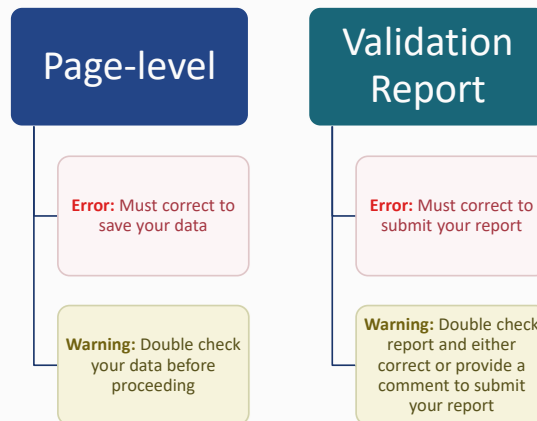 Page-level
Error: Must correct to
save your data
Warning: Double check
your data before
proceeding
Validation
Report
Error: Must correct to
submit your report
Warning: Double check
report and either
correct or provide a
comment to submit
your report